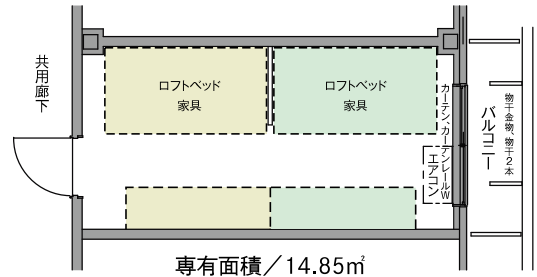 共用廊下
ロフトベッド
家具
ロフトベッド
家具
カーテン、カーテンレールW
エアコン
バルコニー
物干金物、物干2本
専有面積／14.85㎡